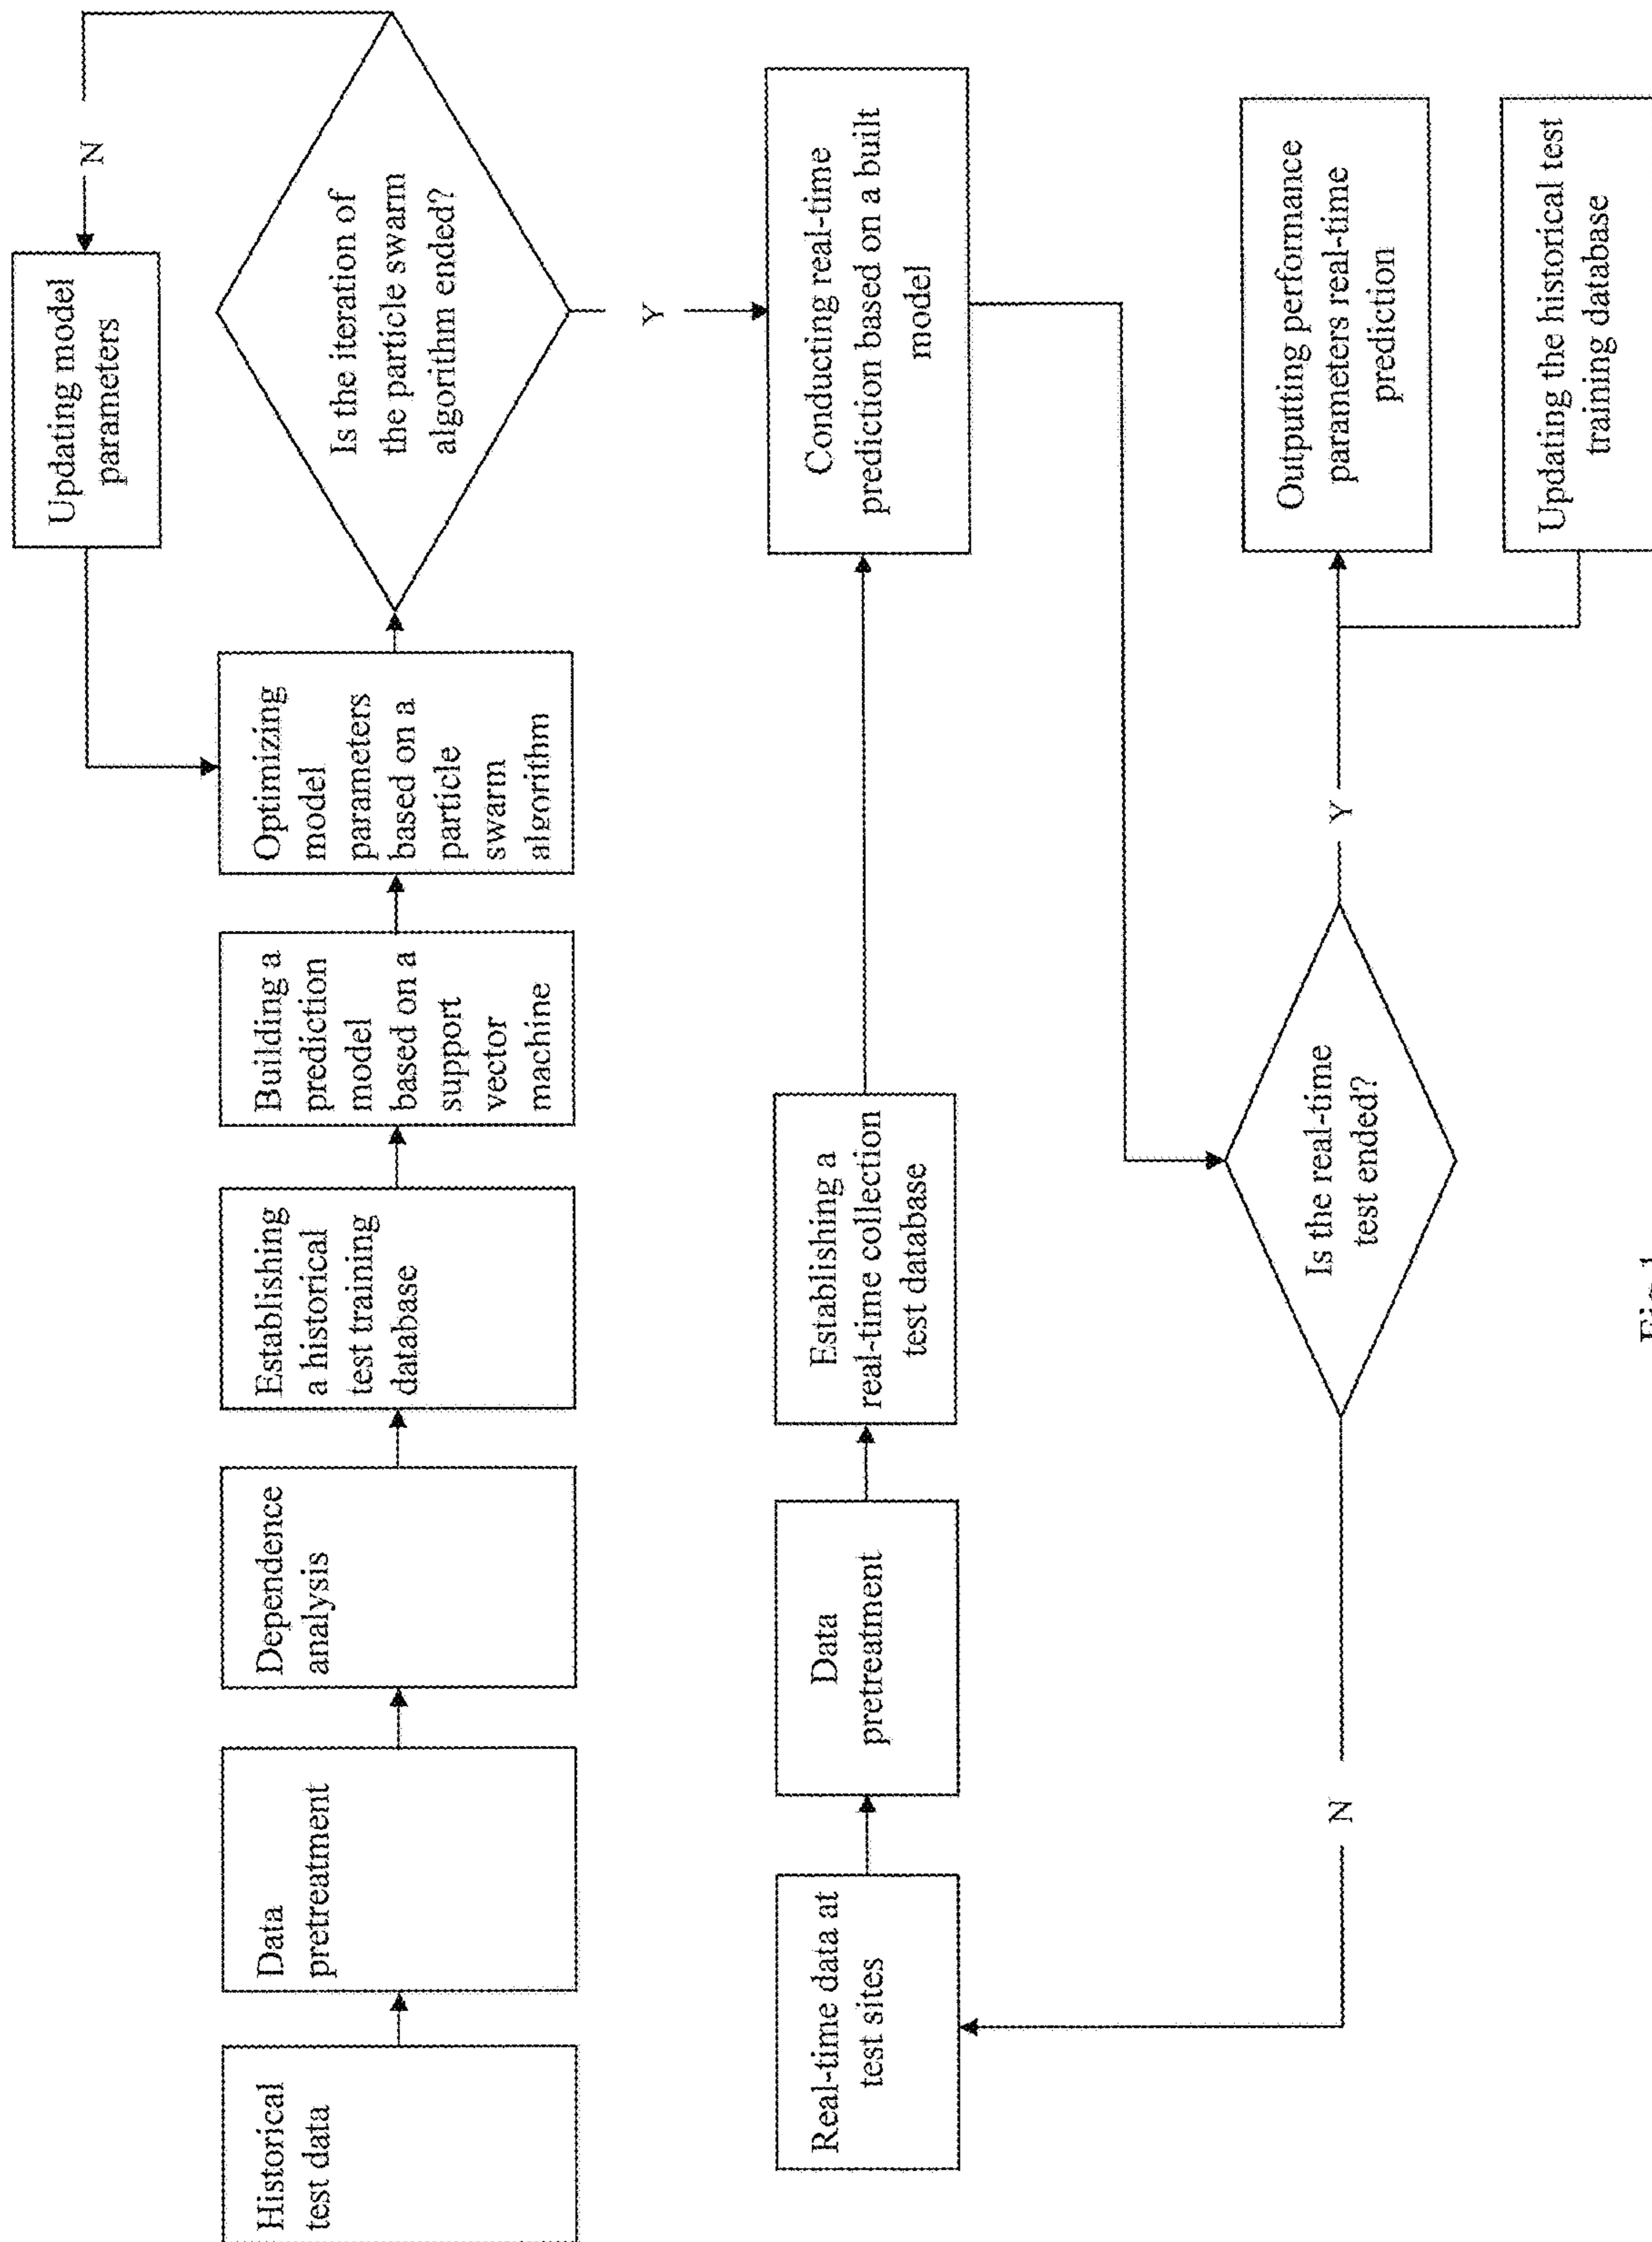 Historical
test data
Data
pretreatment
Dependence
analysis
Establishing
a historical
test training
database
Building a
prediction
model
based on a
support
vector
machine
Optimizing
model
parameters
based on a
particle
swarm
algorithm
Updating model
parameters
N
Is the iteration of
the particle swarm
algorithm ended?
Y
Real-time data at
test sites
Data
pretreatment
Establishing a
real-time collection
test database
Conducting real-time
prediction based on a built
model
N
Is the real-time
test ended?
Y
Outputting performance
parameters real-time
prediction
Updating the historical test
training database
Fig.1